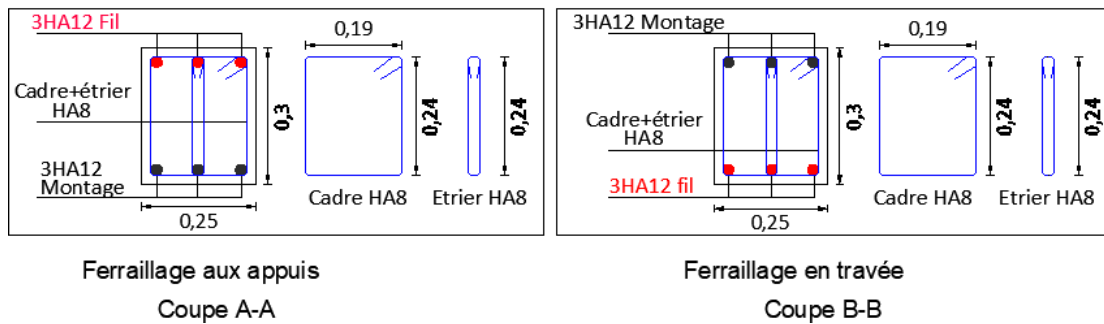 3HA12 Fil
Cadre+étrier
HA8
3HA12
Montage
0,25
0,3
0,19
0,24
Cadre HA8
0,24
Etrier HA8
3HA12 Montage
Cadre+étrier
HA8
3HA12 fil
0,25
0,3
0,19
0,24
Cadre HA8
0,24
Etrier HA8
Ferraillage aux appuis
Coupe A-A
Ferraillage en travée
Coupe B-B